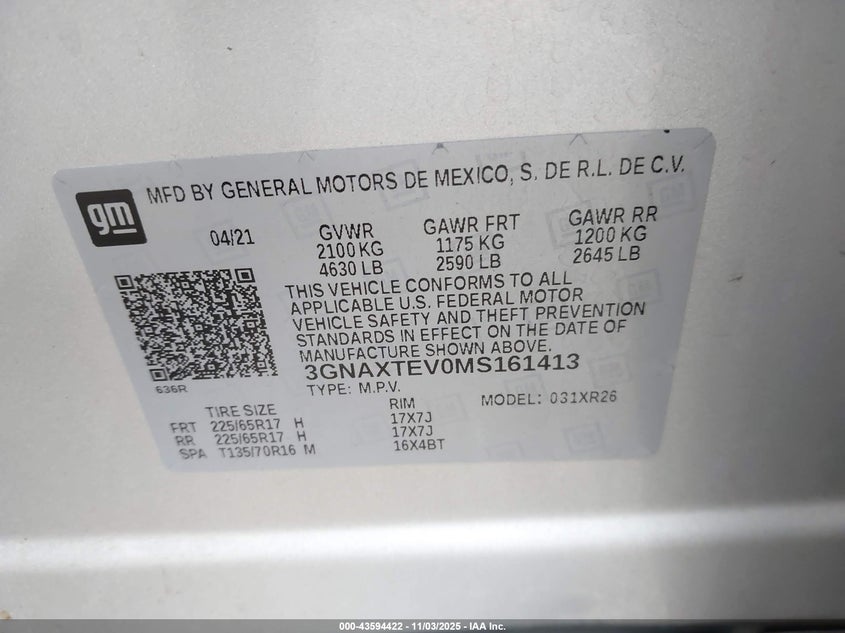 gm
MFD BY GENERAL MOTORS DE MEXICO, S. DE R.L. DE C.V.
04/21
GVWR
2100 KG
4630 LB
GAWR FRT
1175 KG
2590 LB
GAWR RR
1200 KG
2645 LB
THIS VEHICLE CONFORMS TO ALL
APPLICABLE U.S. FEDERAL MOTOR
VEHICLE SAFETY AND THEFT PREVENTION
STANDARDS IN EFFECT ON THE DATE OF
MANUFACTURE SHOWN ABOVE.
636R
3GNAXTEV0MS161413
TYPE: M.P.V.
MODEL: 031XR26
TIRE SIZE RIM
FRT 225/65R17 H 17X7J
RR 225/65R17 H 17X7J
SPA T135/70R16 M 16X4BT
000-43594422 - 11/03/2025 - IAA Inc.